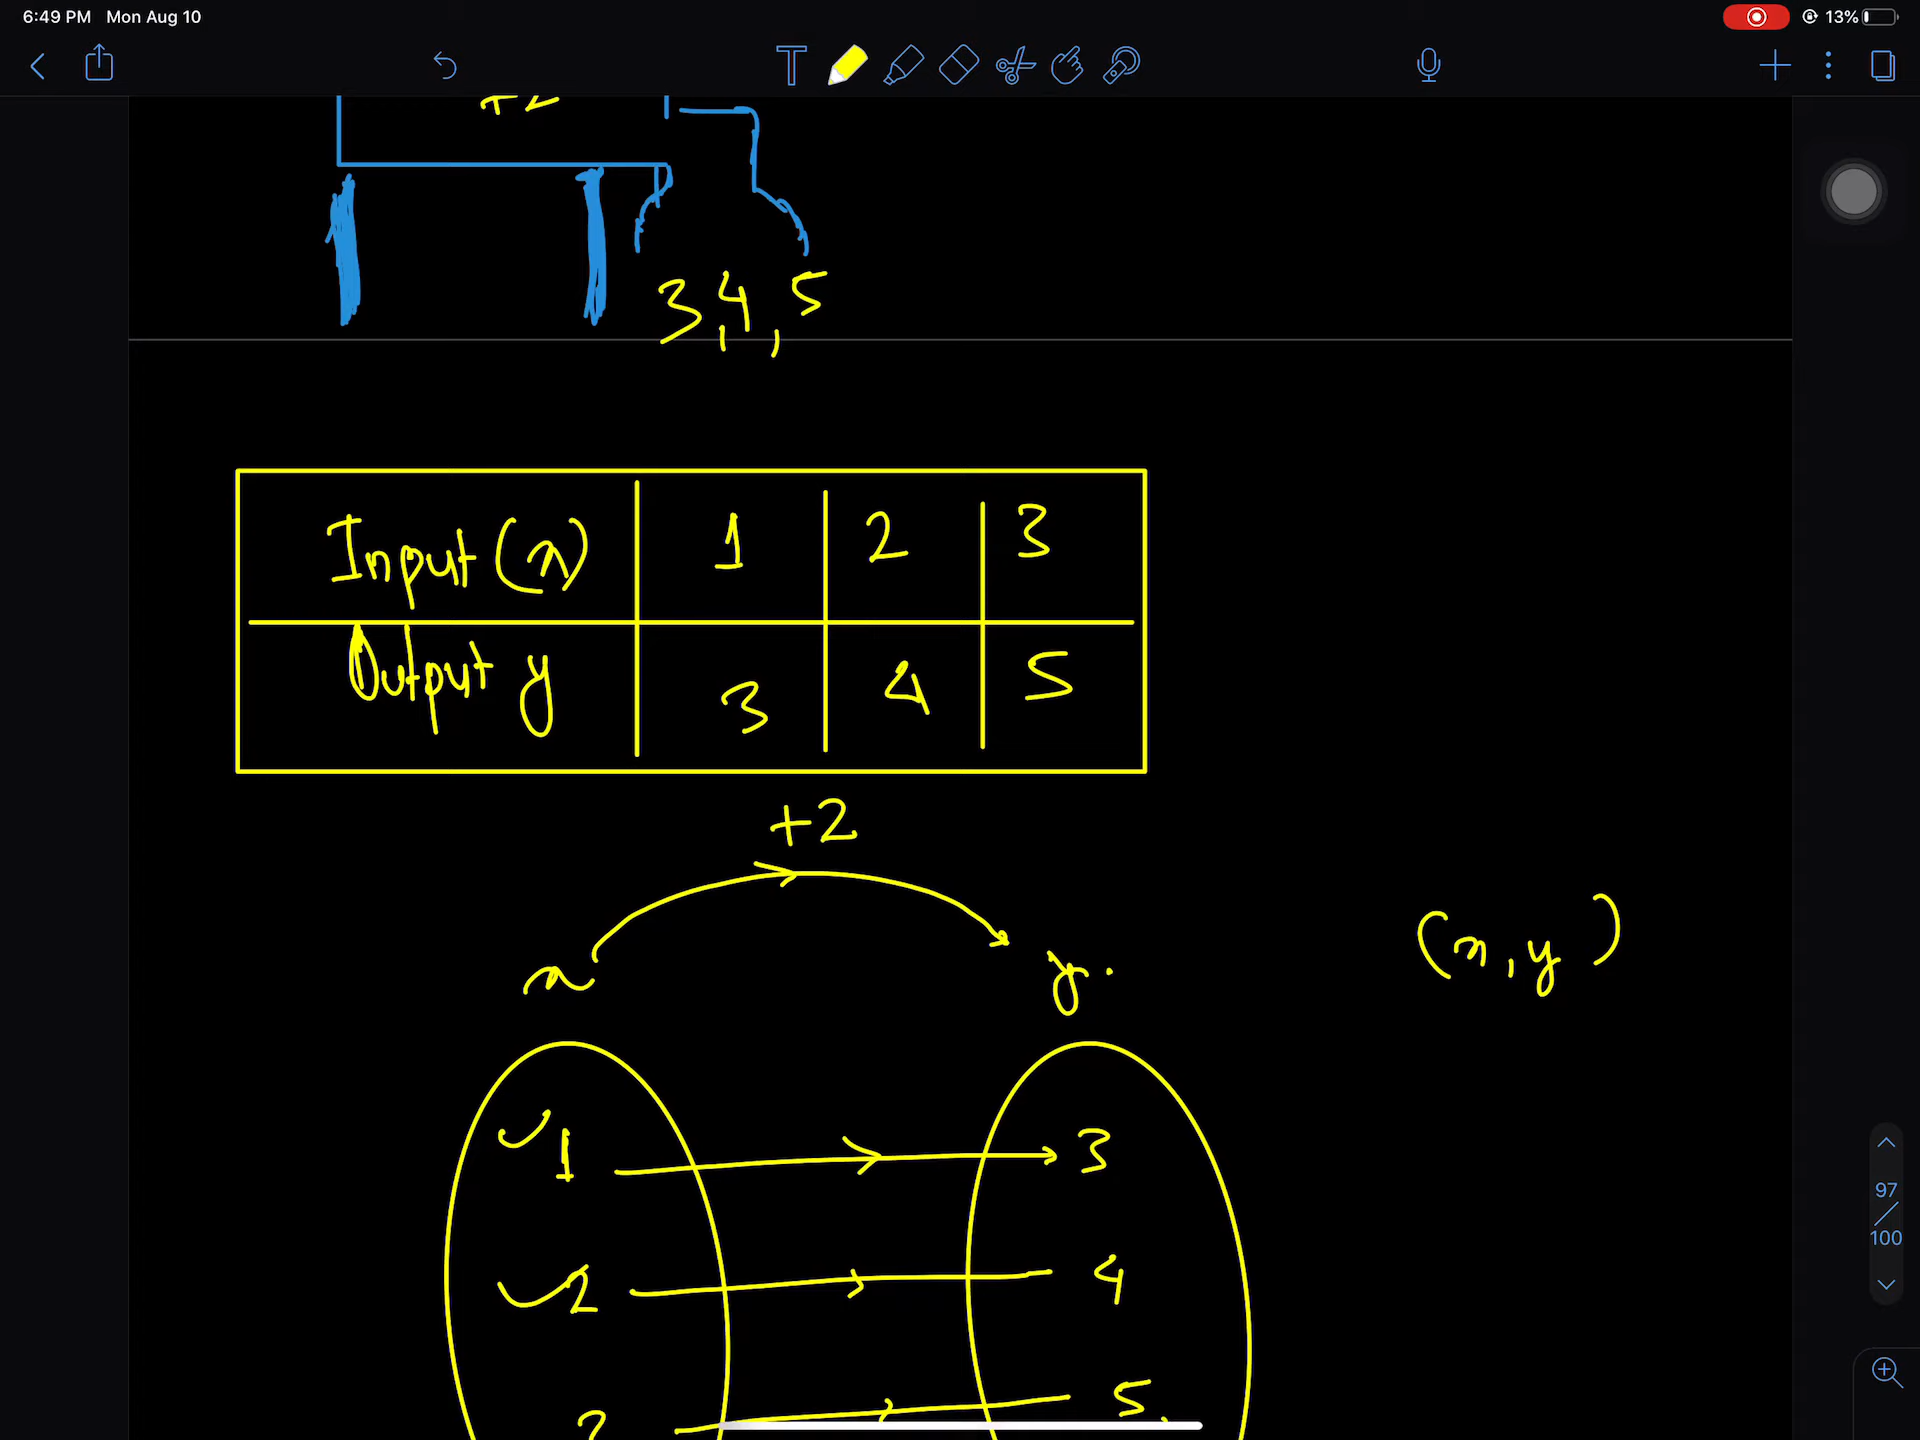 6:49 PM Mon Aug 10
13%
T
+2
3, 4, 5
Input (x) 1 2 3
Output y 3 4 5
+2
x y.
(x, y)
1 3
2 4
97
100
5.